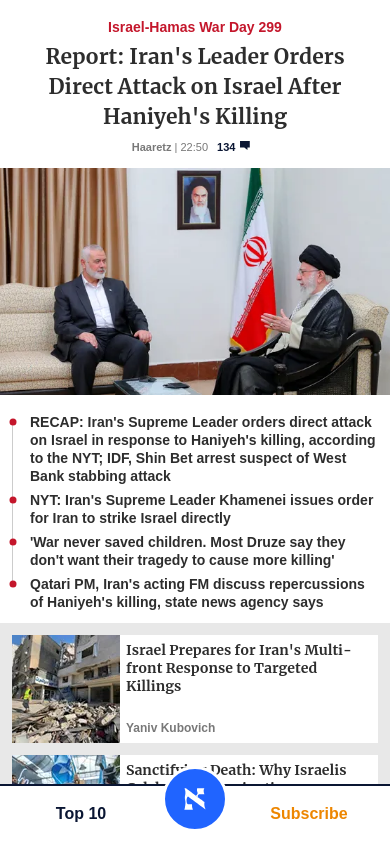 Israel-Hamas War Day 299
Report: Iran's Leader Orders
Direct Attack on Israel After
Haniyeh's Killing
Haaretz | 22:50 134
RECAP: Iran's Supreme Leader orders direct attack
on Israel in response to Haniyeh's killing, according
to the NYT; IDF, Shin Bet arrest suspect of West
Bank stabbing attack
NYT: Iran's Supreme Leader Khamenei issues order
for Iran to strike Israel directly
'War never saved children. Most Druze say they
don't want their tragedy to cause more killing'
Qatari PM, Iran's acting FM discuss repercussions
of Haniyeh's killing, state news agency says
Israel Prepares for Iran's Multi-
front Response to Targeted
Killings
Yaniv Kubovich
Sanctifying Death: Why Israelis
Top 10
Subscribe